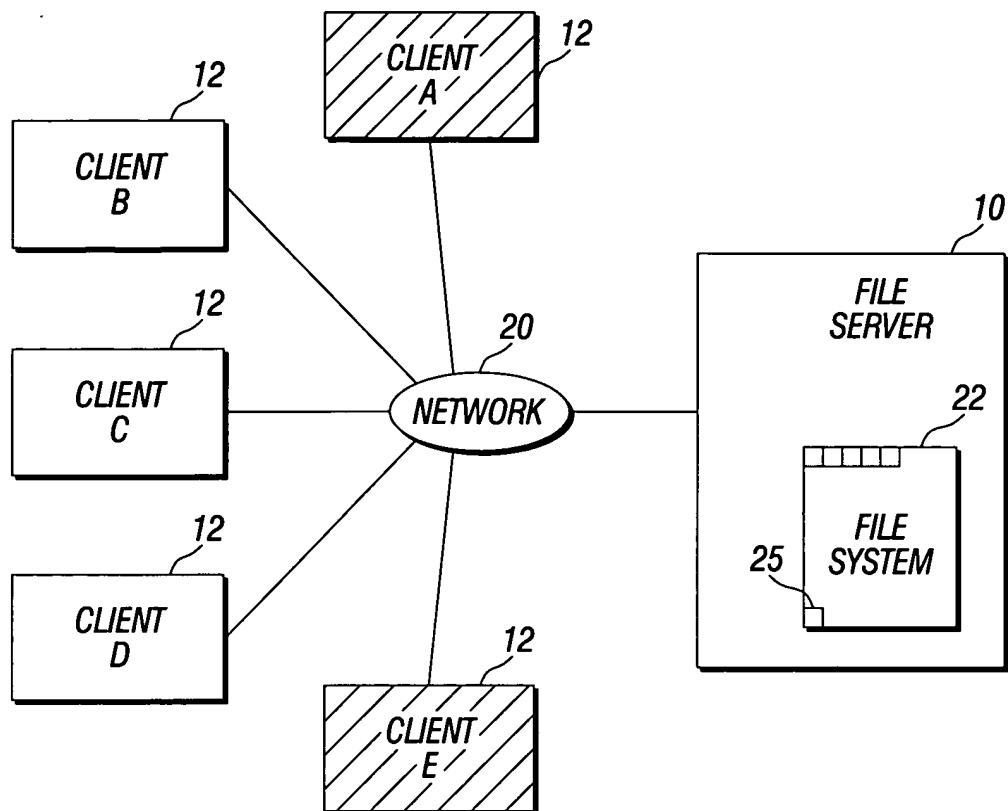 CLIENT
A
12
12
CLIENT
B
10
FILE
SERVER
12
CLIENT
C
20
NETWORK
22
FILE
SYSTEM
25
12
CLIENT
D
12
CLIENT
E